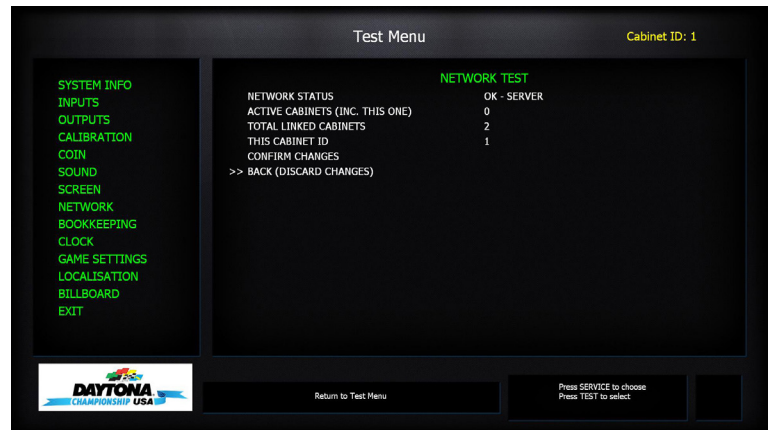 Test Menu
Cabinet ID: 1
SYSTEM INFO
INPUTS
OUTPUTS
CALIBRATION
COIN
SOUND
SCREEN
NETWORK
BOOKKEEPING
CLOCK
GAME SETTINGS
LOCALISATION
BILLBOARD
EXIT
NETWORK TEST
NETWORK STATUS OK - SERVER
ACTIVE CABINETS (INC. THIS ONE) 0
TOTAL LINKED CABINETS 2
THIS CABINET ID 1
CONFIRM CHANGES
>> BACK (DISCARD CHANGES)
DAYTONA
CHAMPIONSHIP USA
Return to Test Menu
Press SERVICE to choose
Press TEST to select